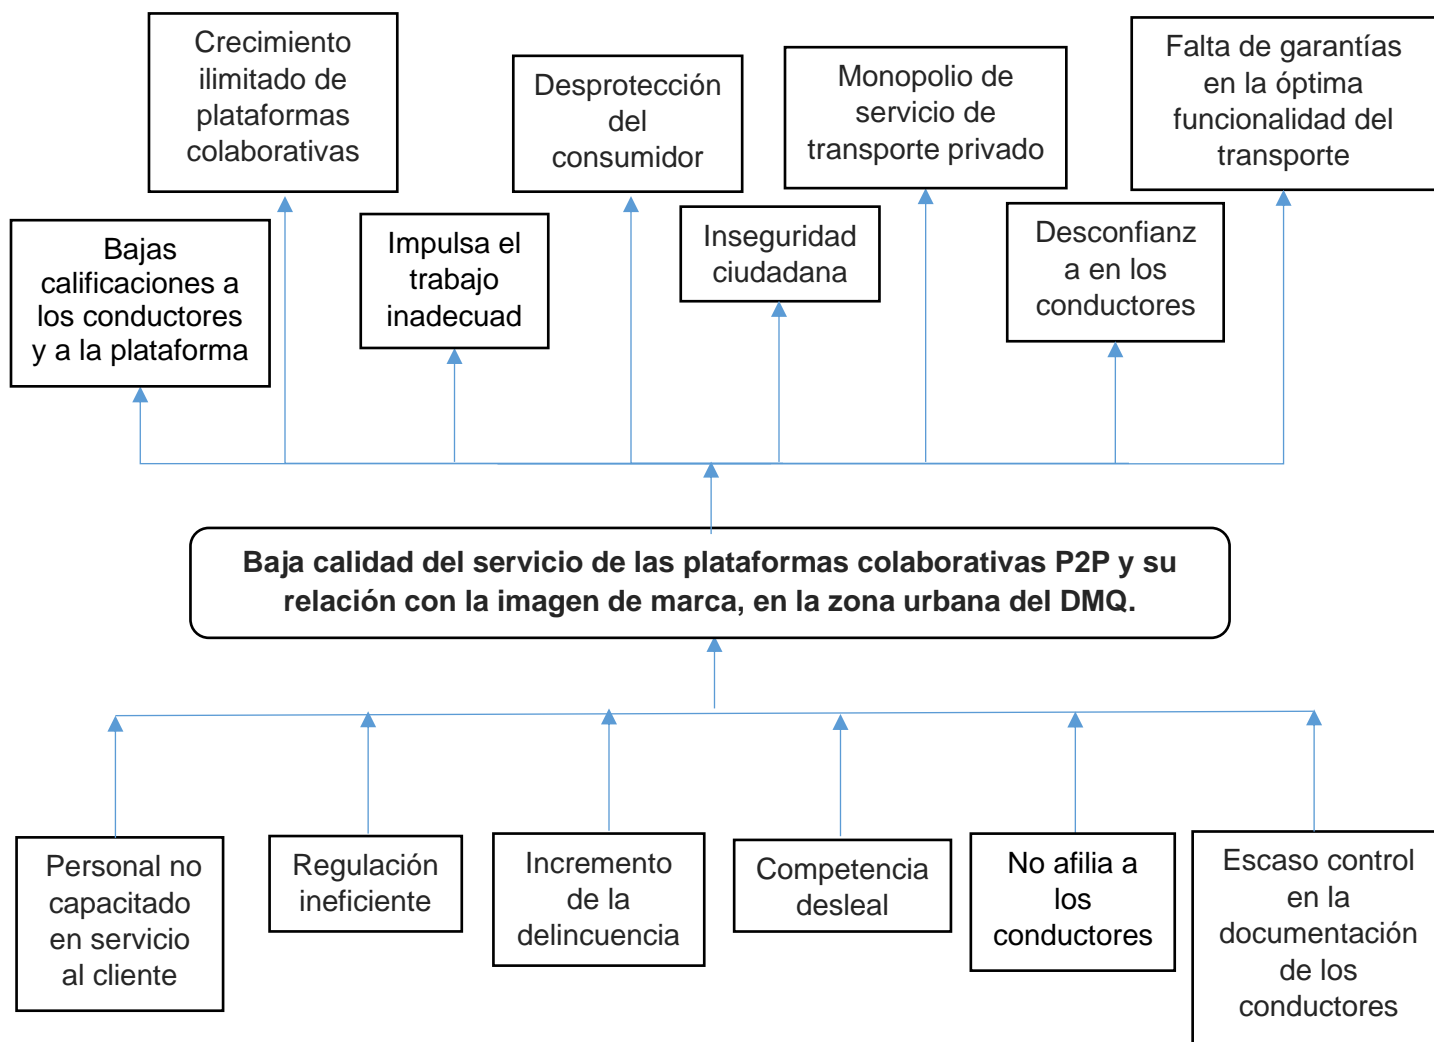 Crecimiento
ilimitado de
plataformas
colaborativas
Desprotección
del
consumidor
Monopolio de
servicio de
transporte privado
Falta de garantías
en la óptima
funcionalidad del
transporte
Bajas
calificaciones a
los conductores
y a la plataforma
Impulsa el
trabajo
inadecuad
Inseguridad
ciudadana
Desconfianz
a en los
conductores
Baja calidad del servicio de las plataformas colaborativas P2P y su
relación con la imagen de marca, en la zona urbana del DMQ.
Personal no
capacitado
en servicio
al cliente
Regulación
ineficiente
Incremento
de la
delincuencia
Competencia
desleal
No afilia a
los
conductores
Escaso control
en la
documentación
de los
conductores